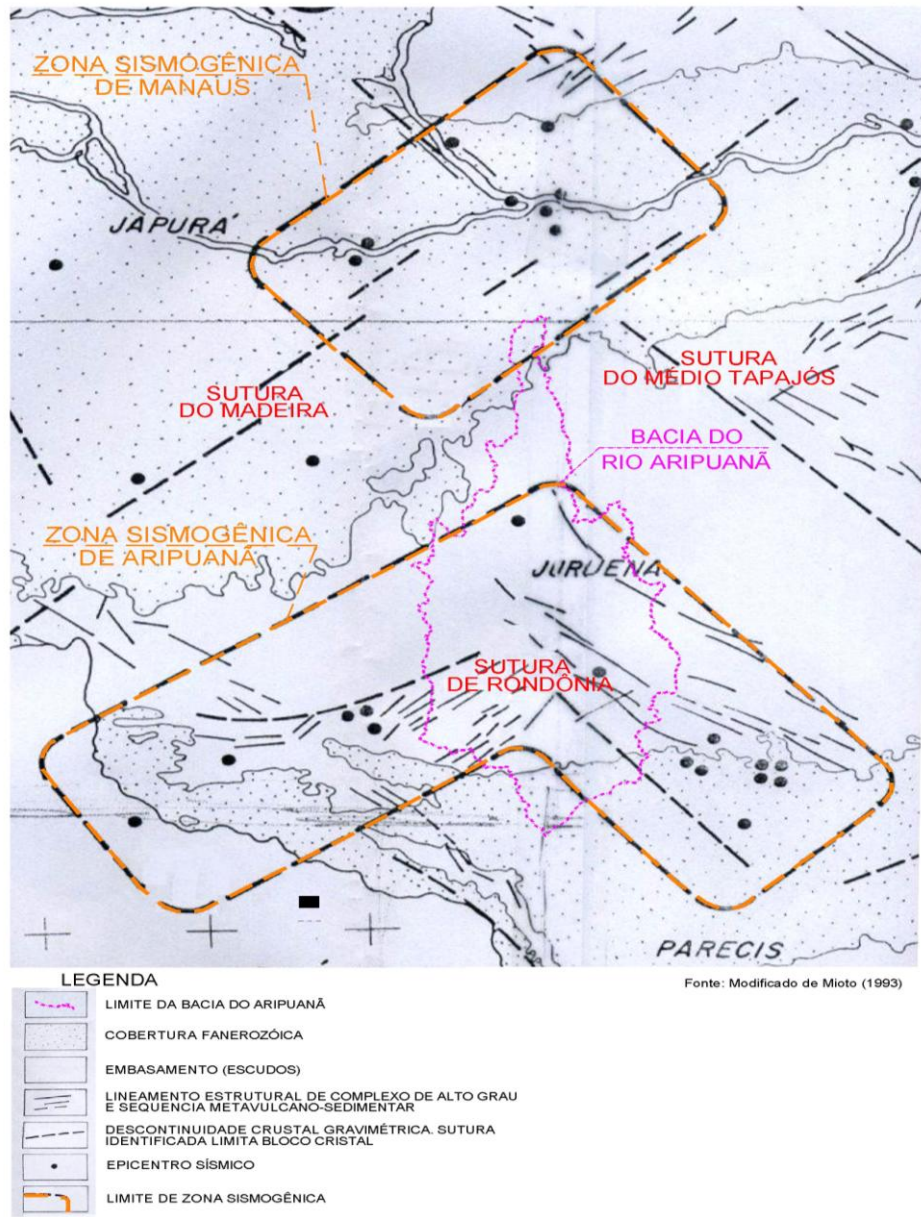 ZONA SISMOGÊNICA
DE MANAUS
JAPURÁ
SUTURA
DO MADEIRA
SUTURA
DO MÉDIO TAPAJÓS
BACIA DO
RIO ARIPUANÃ
ZONA SISMOGÊNICA
DE ARIPUANÃ
JURUENA
SUTURA
DE RONDÔNIA
PARECIS
LEGENDA
Fonte: Modificado de Mioto (1993)
LIMITE DA BACIA DO ARIPUANÃ
COBERTURA FANEROZÓICA
EMBASAMENTO (ESCUDOS)
LINEAMENTO ESTRUTURAL DE COMPLEXO DE ALTO GRAU
E SEQUENCIA METAVULCANO-SEDIMENTAR
DESCONTINUIDADE CRUSTAL GRAVIMÉTRICA. SUTURA
IDENTIFICADA LIMITA BLOCO CRISTAL
EPICENTRO SÍSMICO
LIMITE DE ZONA SISMOGÊNICA